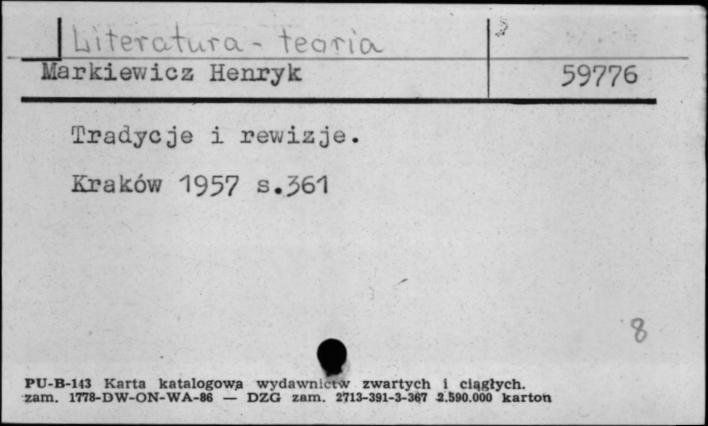 Literatura - teoria
Markiewicz Henryk 59776
Tradycje i rewizje.
Kraków 1957 s.361
8
PU-B-143 Karta katalogowa wydawnictw zwartych i ciągłych.
zam. 1778-DW-ON-WA-86 — DZG zam. 2713-391-3-367 2.590.000 karton